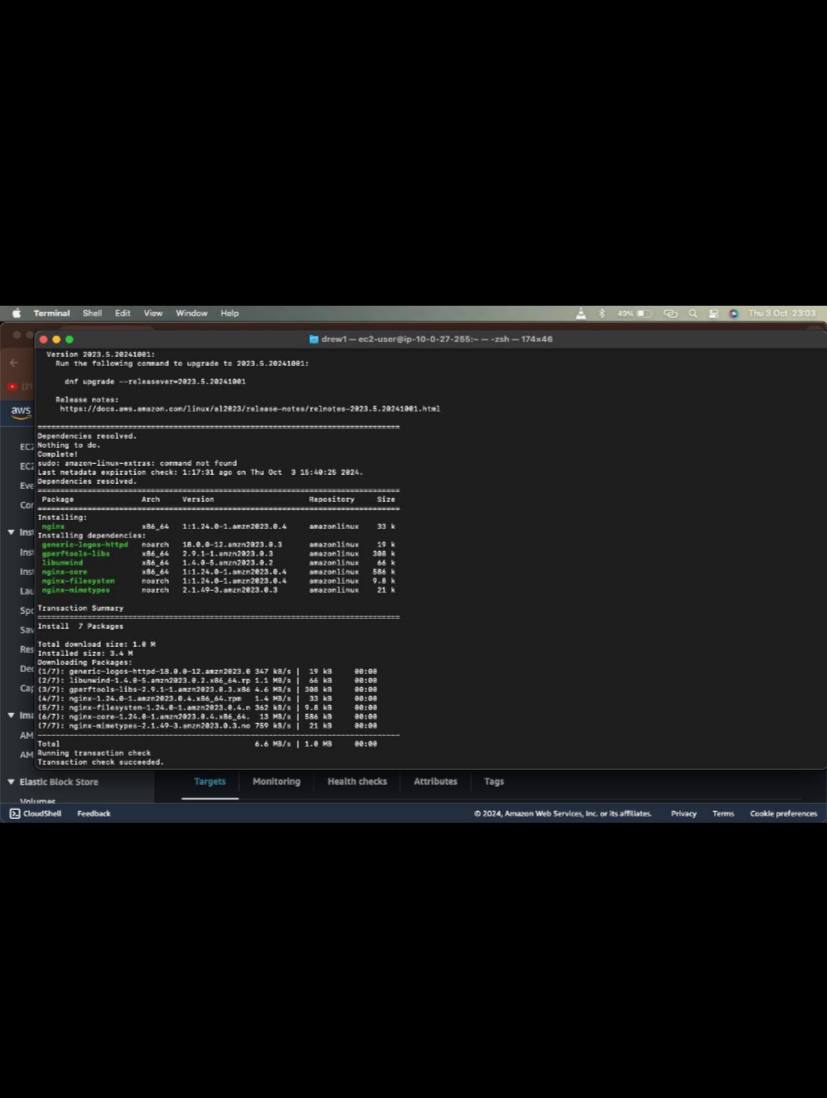 Terminal Shell Edit View Window Help 49% Thu 3 Oct 23:03
drew1 — ec2-user@ip-10-0-27-255:~ — -zsh — 174×46
Version 2023.5.20241001:
Run the following command to upgrade to 2023.5.20241001:
dnf upgrade --releasever=2023.5.20241001
Release notes:
https://docs.aws.amazon.com/linux/al2023/release-notes/relnotes-2023.5.20241001.html
Dependencies resolved.
Nothing to do.
Complete!
sudo: amazon-linux-extras: command not found
Last metadata expiration check: 1:17:31 ago on Thu Oct 3 15:40:25 2024.
Dependencies resolved.
Package Arch Version Repository Size
Installing:
nginx x86_64 1:1.24.0-1.amzn2023.0.4 amazonlinux 33 k
Installing dependencies:
generic-logos-httpd noarch 18.0.0-12.amzn2023.0.3 amazonlinux 19 k
gperftools-libs x86_64 2.9.1-1.amzn2023.0.3 amazonlinux 308 k
libunwind x86_64 1.4.0-5.amzn2023.0.2 amazonlinux 66 k
nginx-core x86_64 1:1.24.0-1.amzn2023.0.4 amazonlinux 586 k
nginx-filesystem noarch 1:1.24.0-1.amzn2023.0.4 amazonlinux 9.8 k
nginx-mimetypes noarch 2.1.49-3.amzn2023.0.3 amazonlinux 21 k
Transaction Summary
Install 7 Packages
Total download size: 1.0 M
Installed size: 3.4 M
Downloading Packages:
(1/7): generic-logos-httpd-18.0.0-12.amzn2023.0 347 kB/s | 19 kB 00:00
(2/7): libunwind-1.4.0-5.amzn2023.0.2.x86_64.rp 1.1 MB/s | 66 kB 00:00
(3/7): gperftools-libs-2.9.1-1.amzn2023.0.3.x86 4.6 MB/s | 308 kB 00:00
(4/7): nginx-1.24.0-1.amzn2023.0.4.x86_64.rpm 1.4 MB/s | 33 kB 00:00
(5/7): nginx-filesystem-1.24.0-1.amzn2023.0.4.n 362 kB/s | 9.8 kB 00:00
(6/7): nginx-core-1.24.0-1.amzn2023.0.4.x86_64. 13 MB/s | 586 kB 00:00
(7/7): nginx-mimetypes-2.1.49-3.amzn2023.0.3.no 759 kB/s | 21 kB 00:00
Total 6.6 MB/s | 1.0 MB 00:00
Running transaction check
Transaction check succeeded.
aws
EC2
EC2
Eve
Con
Ins
Ins
Ins
Lau
Spo
Sav
Res
Ded
Cap
Ima
AM
AM
Elastic Block Store
Volumes
Targets Monitoring Health checks Attributes Tags
CloudShell Feedback © 2024, Amazon Web Services, Inc. or its affiliates. Privacy Terms Cookie preferences